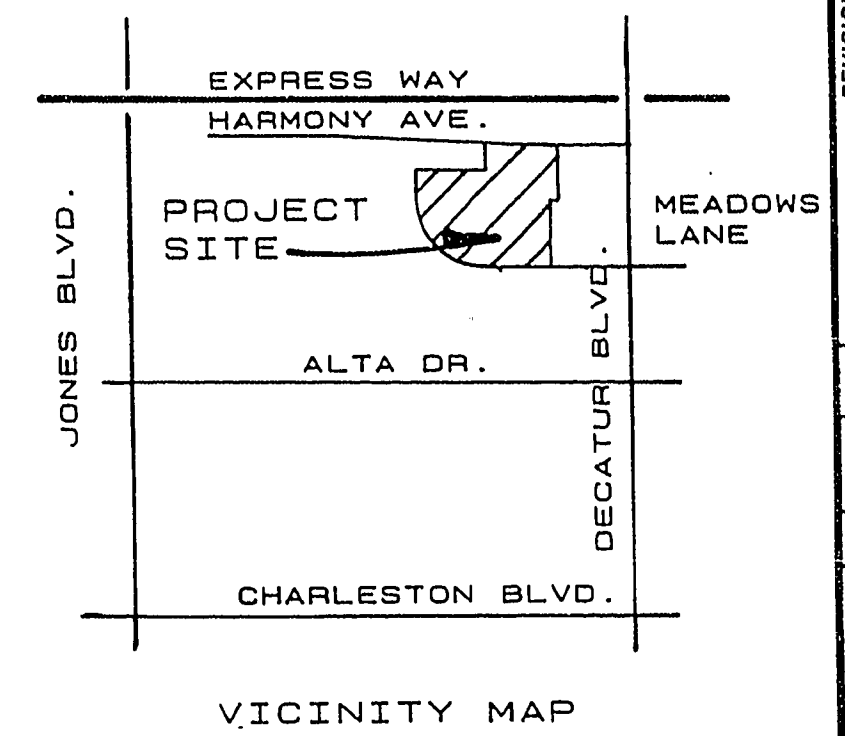 EXPRESS WAY
HARMONY AVE.
PROJECT
SITE
MEADOWS
LANE
JONES BLVD.
ALTA DR.
DECATUR BLVD.
CHARLESTON BLVD.
VICINITY MAP